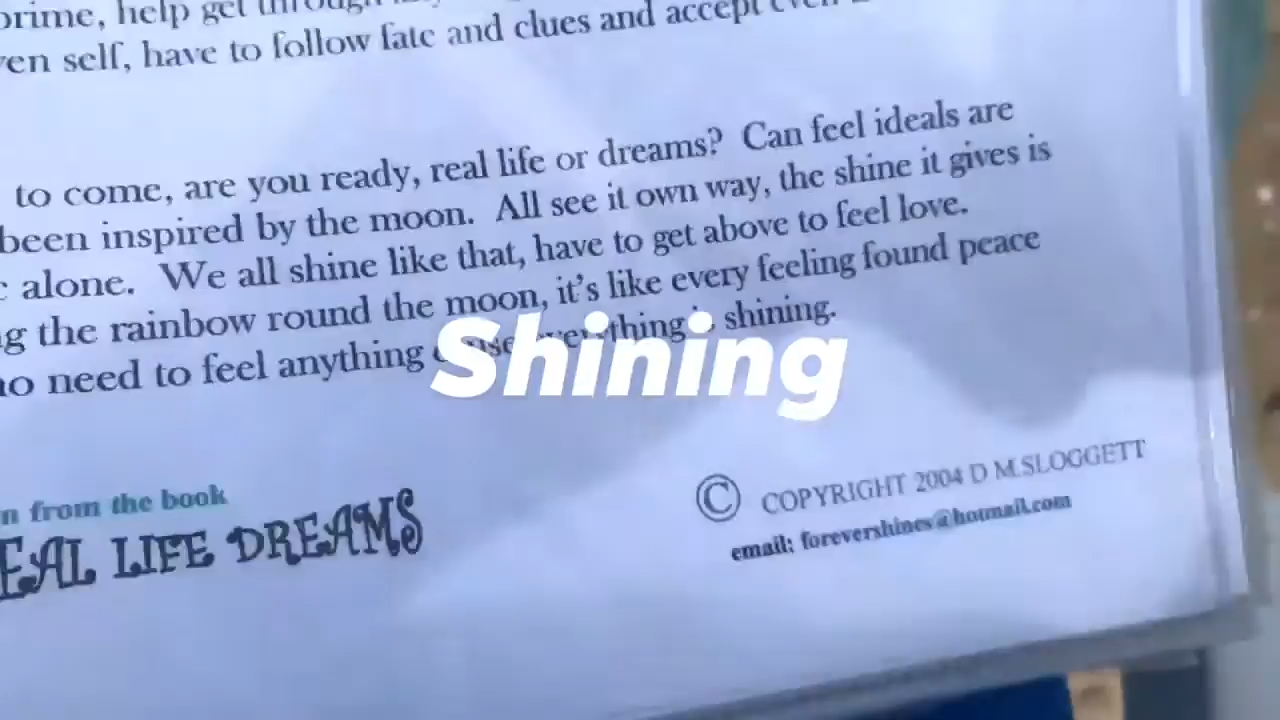 help get through
self, have to follow fate and clues and accept even
to come, are you ready, real life or dreams? Can feel ideals are
been inspired by the moon. All see it own way, the shine it gives is
alone. We all shine like that, have to get above to feel love.
the rainbow round the moon, it's like every feeling found peace
need to feel anything shining.
Shining
from the book
LIFE DREAMS
© COPYRIGHT 2004 D M.SLOGGETT
email: forevershines@hotmail.com